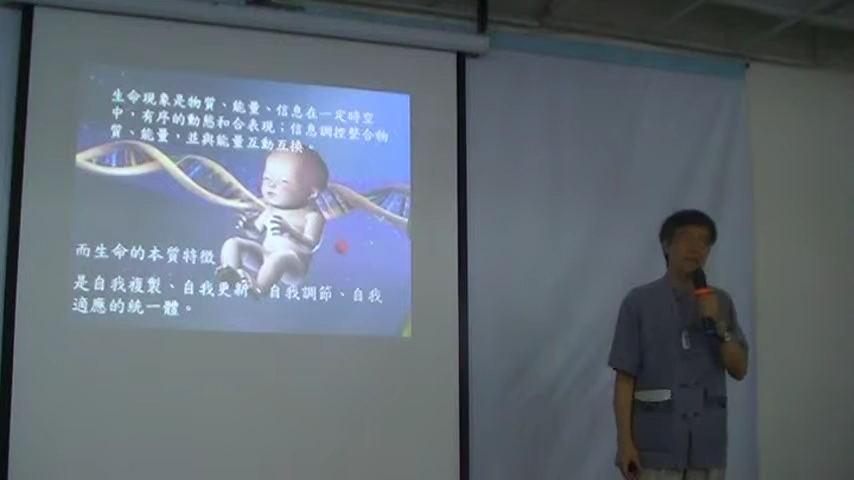 生命現象是物質、能量、信息在一定時空
中，有序的動態和合表現；信息調控整合物
質、能量，並與能量互動互換。
而生命的本質特徵
是自我複製、自我更新、自我調節、自我
適應的統一體。